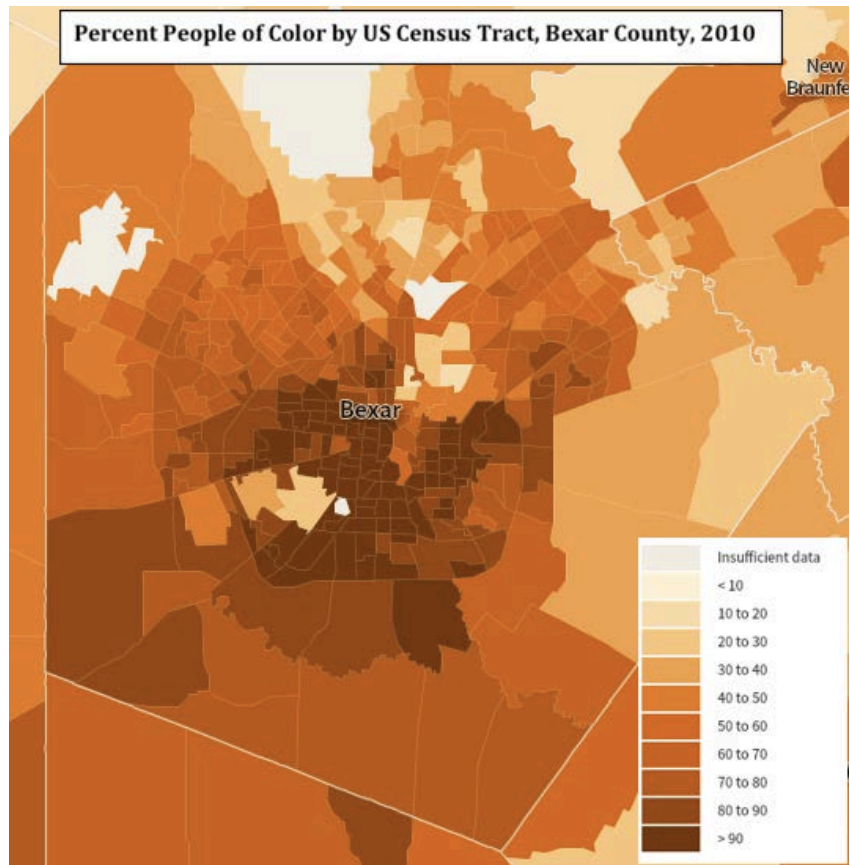 Percent People of Color by US Census Tract, Bexar County, 2010
New
Braunfe
Bexar
Insufficient data
< 10
10 to 20
20 to 30
30 to 40
40 to 50
50 to 60
60 to 70
70 to 80
80 to 90
> 90